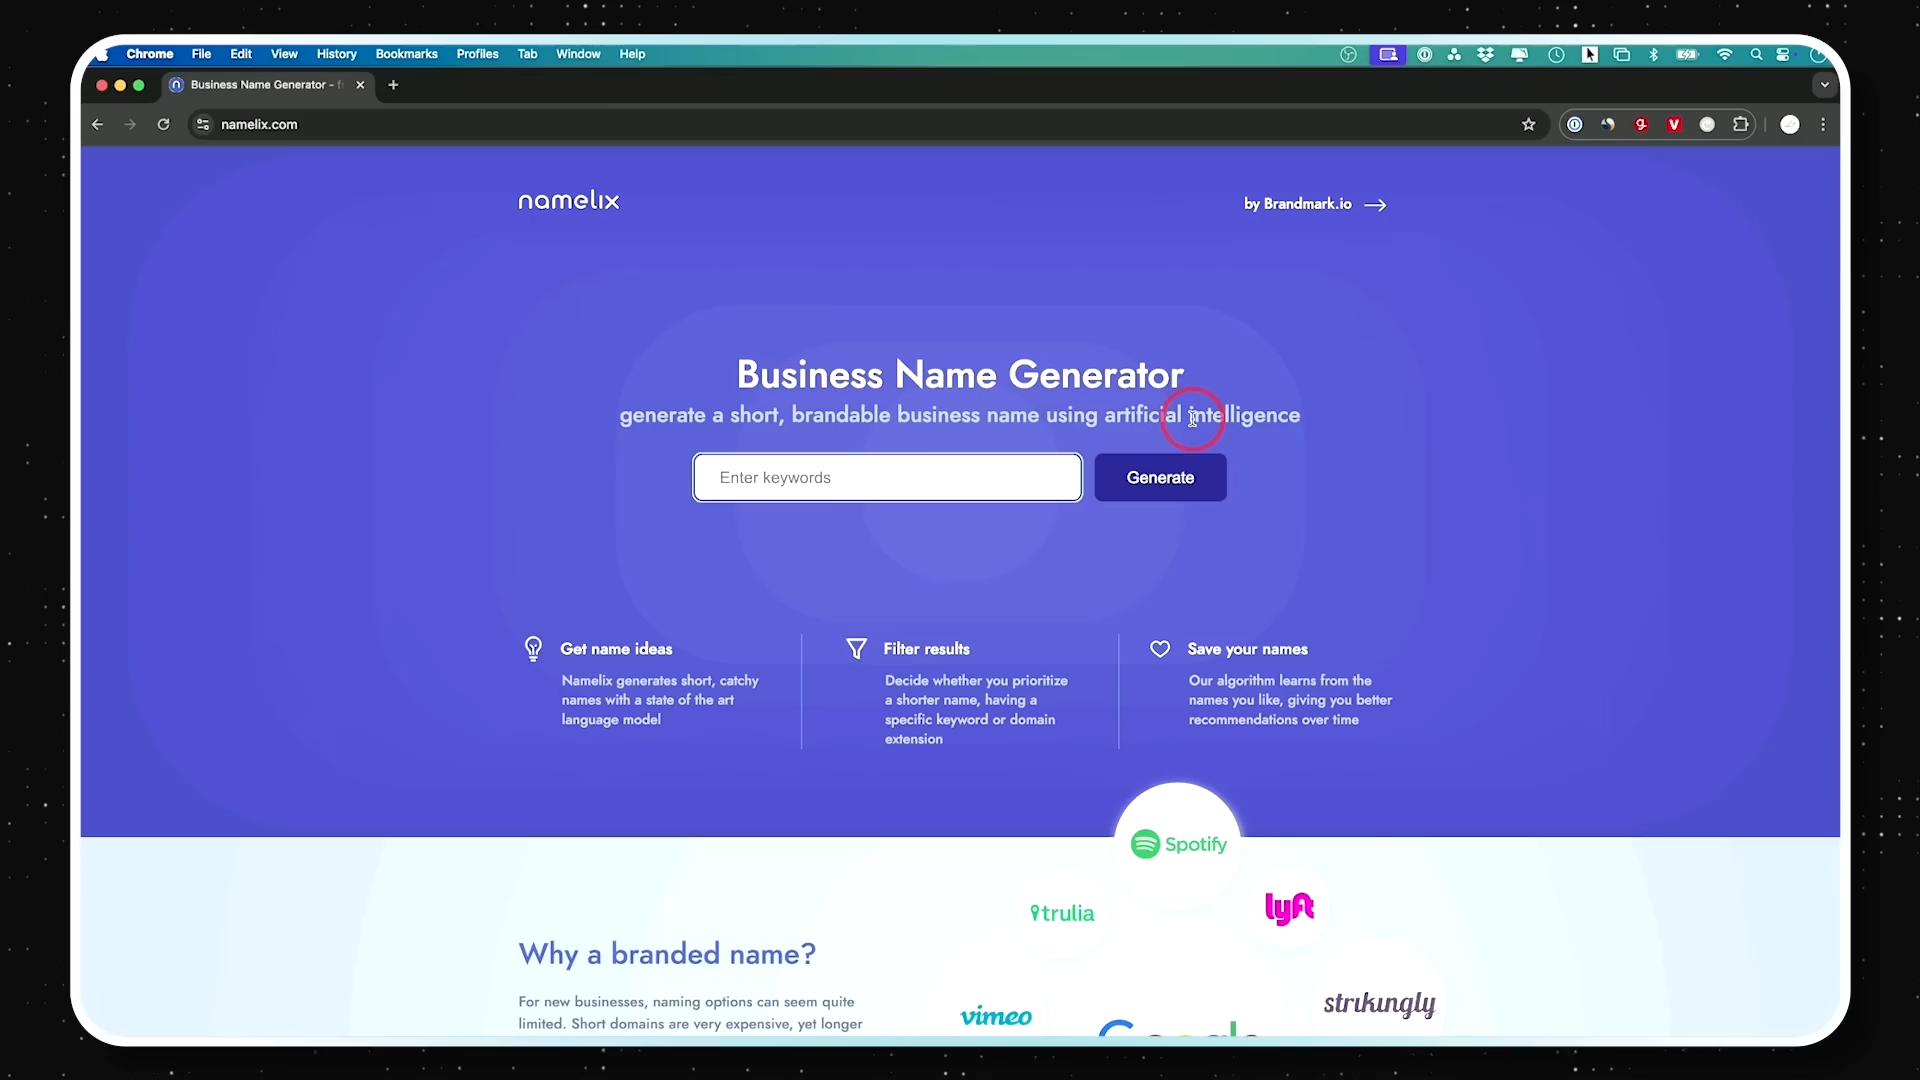 Chrome File Edit View History Bookmarks Profiles Tab Window Help
Business Name Generator -
namelix.com
namelix
by Brandmark.io
Business Name Generator
generate a short, brandable business name using artificial intelligence
Enter keywords
Generate
Get name ideas
Namelix generates short, catchy
names with a state of the art
language model
Filter results
Decide whether you prioritize
a shorter name, having a
specific keyword or domain
extension
Save your names
Our algorithm learns from the
names you like, giving you better
recommendations over time
Spotify
trulia
lyft
Why a branded name?
For new businesses, naming options can seem quite
limited. Short domains are very expensive, yet longer
vimeo
strikingly
Google